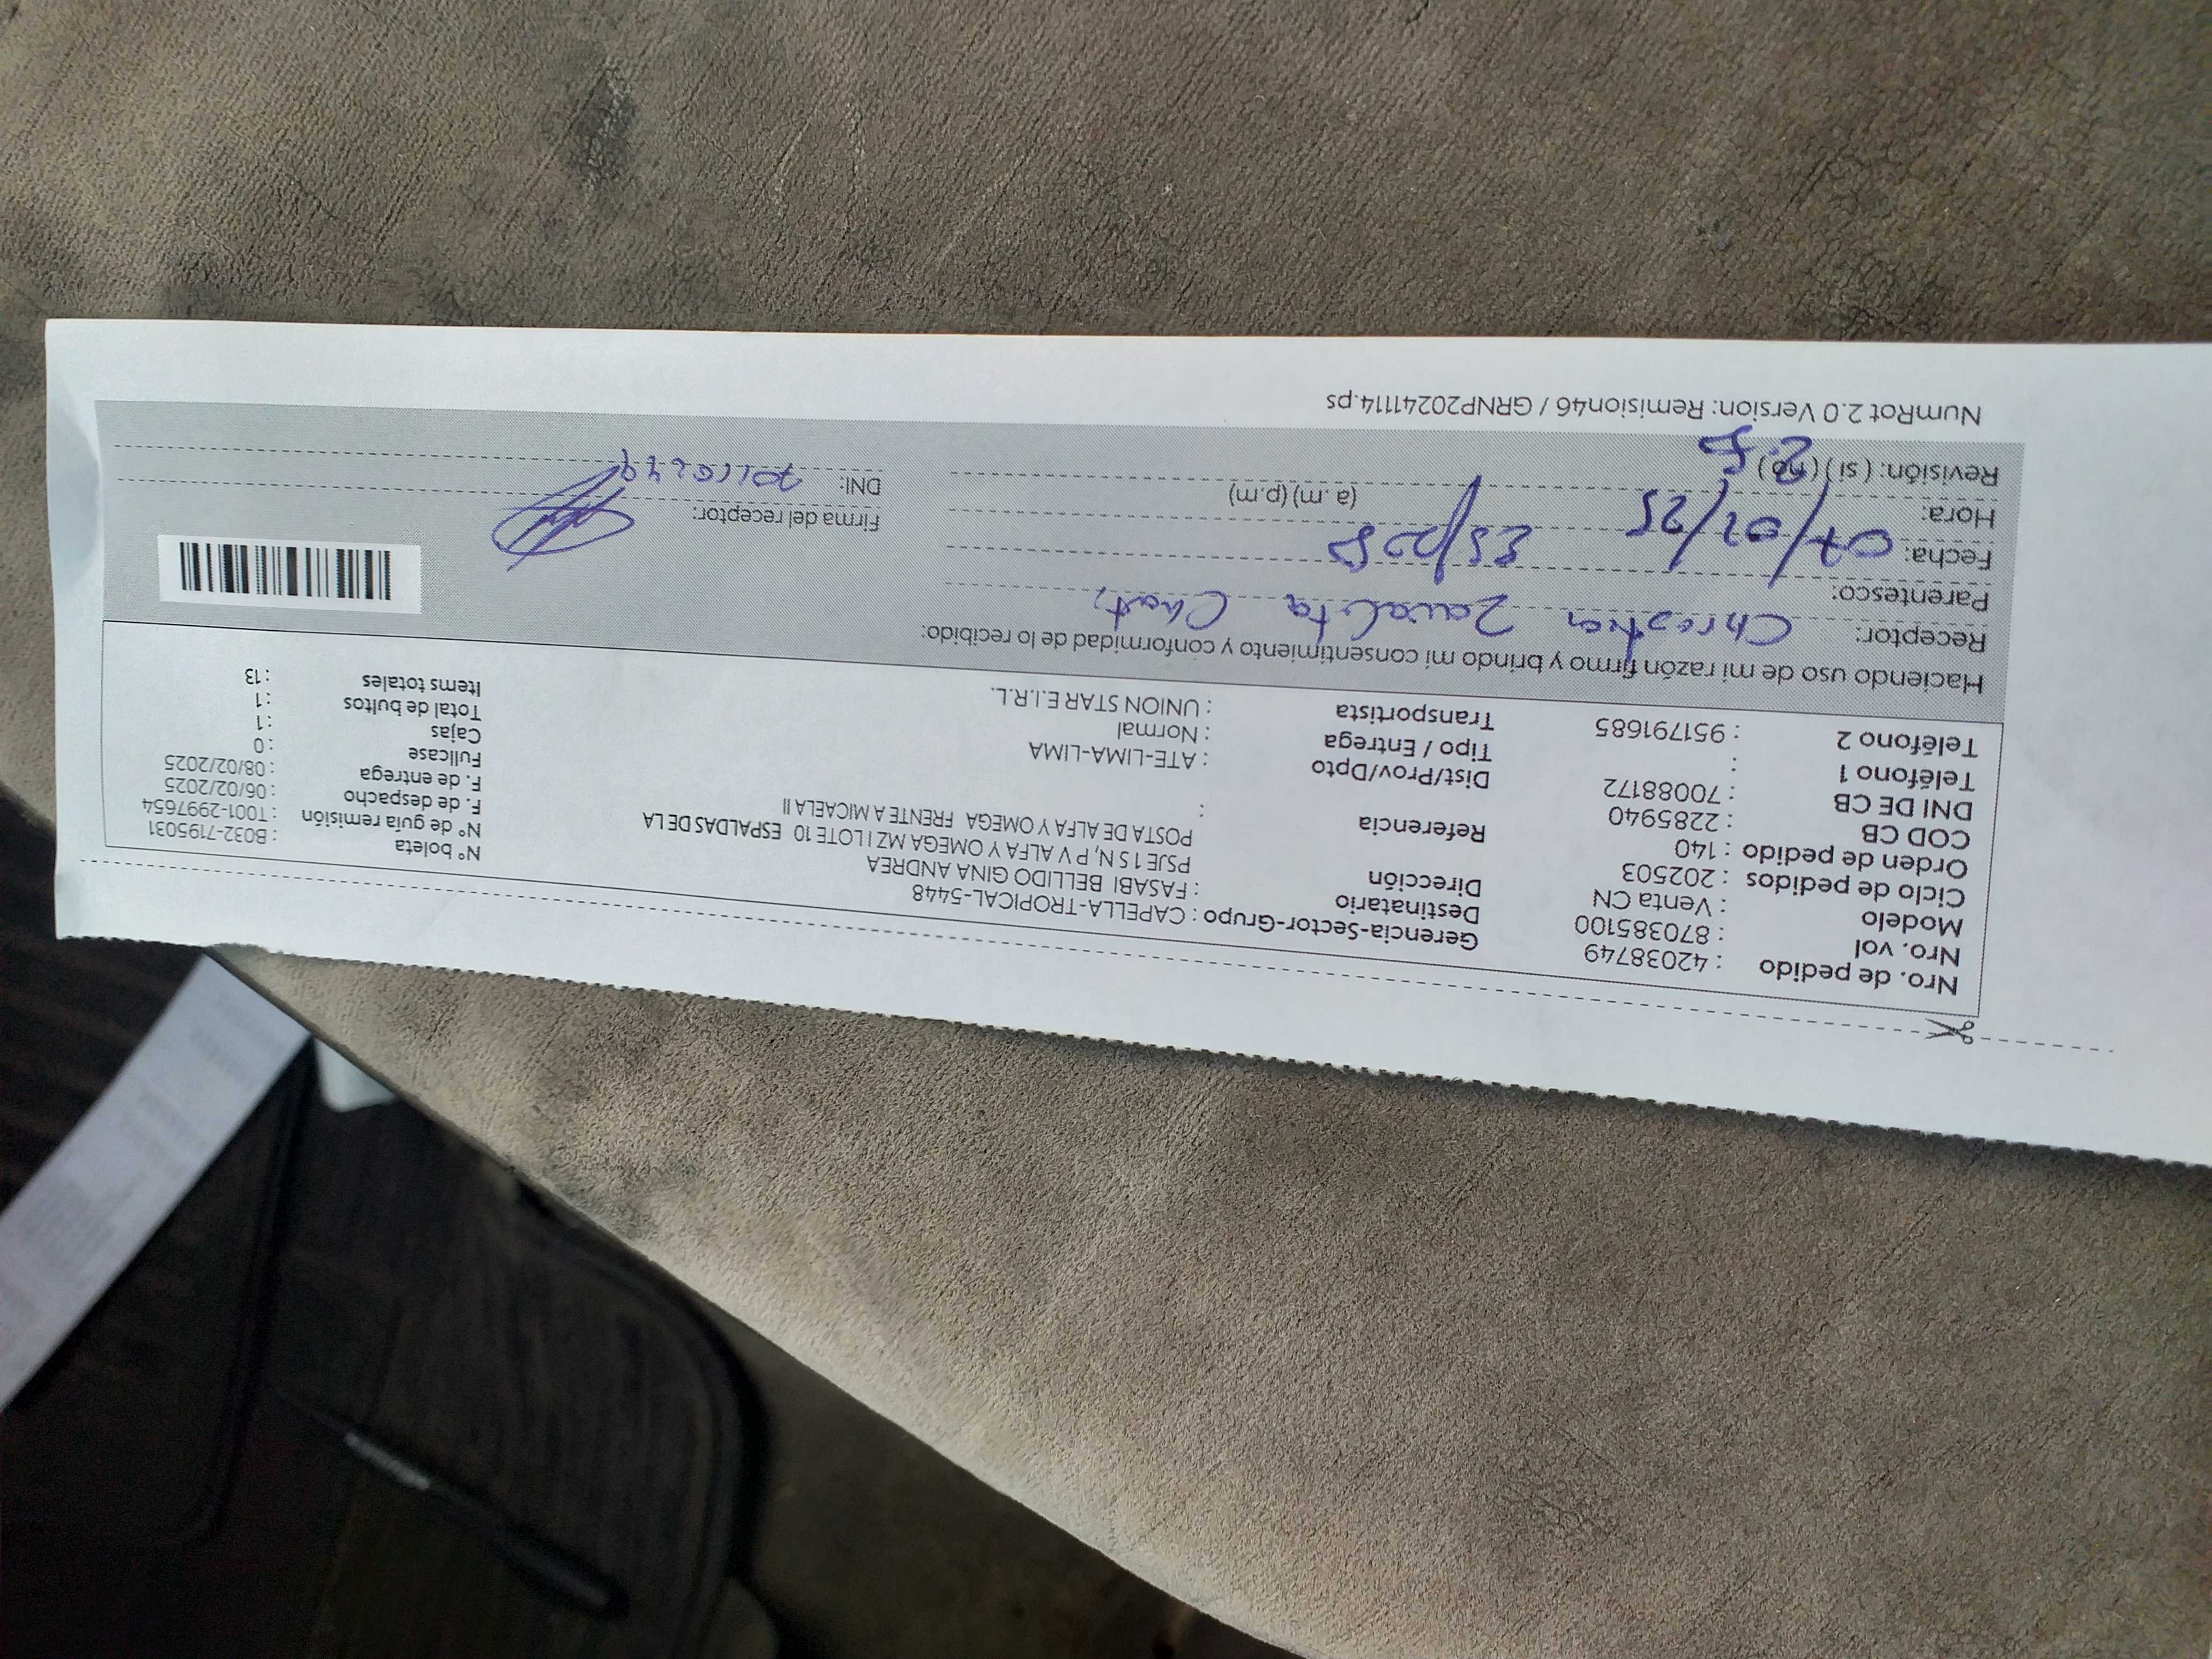 Nro. de pedido : 42038749
Nro. vol : 870385100
Modelo : Venta CN
Ciclo de pedidos : 202503
Orden de pedido : 140
COD CB : 2285940
DNI DE CB : 70088172
Teléfono 1 :
Teléfono 2 : 951791685
Gerencia-Sector-Grupo : CAPELLA-TROPICAL-5448
Destinatario : FASABI BELLIDO GINA ANDREA
Dirección PSJE 1 S N, P V ALFA Y OMEGA MZ I LOTE 10 ESPALDAS DE LA
POSTA DE ALFA Y OMEGA FRENTE A MICAELA II
Referencia :
Dist/Prov/Dpto : ATE-LIMA-LIMA
Tipo / Entrega : Normal
Transportista : UNION STAR E.I.R.L.
N° boleta : B032-7195031
N° de guía remisión : T001-2997654
F. de despacho : 06/02/2025
F. de entrega : 08/02/2025
Fullcase : 0
Cajas : 1
Total de bultos : 1
Items totales : 13
Haciendo uso de mi razón firmo y brindo mi consentimiento y conformidad de lo recibido:
Receptor: Zavaleta
Parentesco:
Fecha: 07/02/25
Hora: (a.m) (p.m)
Revisión: (si) (no)
Firma del receptor:
DNI:
NumRot 2.0 Version: Remision46 / GRNP20241114.ps